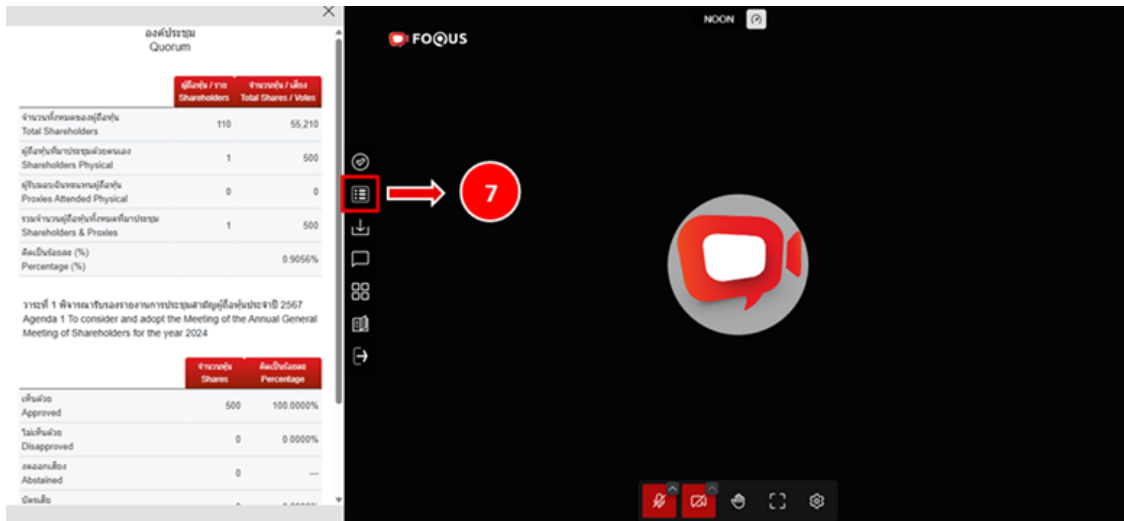 องค์ประชุม
Quorum
ผู้ถือหุ้น / ราย
Shareholders
จำนวนหุ้น / เสียง
Total Shares / Votes
จำนวนทั้งหมดของผู้ถือหุ้น
Total Shareholders
110
55,210
ผู้ถือหุ้นที่มาประชุมด้วยตนเอง
Shareholders Physical
1
500
ผู้รับมอบฉันทะแทนผู้ถือหุ้น
Proxies Attended Physical
0
0
รวมจำนวนผู้ถือหุ้นทั้งหมดที่มาประชุม
Shareholders & Proxies
1
500
คิดเป็นร้อยละ (%)
Percentage (%)
0.9056%
วาระที่ 1 พิจารณารับรองรายงานการประชุมสามัญผู้ถือหุ้นประจำปี 2567
Agenda 1 To consider and adopt the Meeting of the Annual General
Meeting of Shareholders for the year 2024
จำนวนหุ้น
Shares
คิดเป็นร้อยละ
Percentage
เห็นด้วย
Approved
500
100.0000%
ไม่เห็นด้วย
Disapproved
0
0.0000%
งดออกเสียง
Abstained
0
---
บัตรเสีย
FOQUS
NOON
7